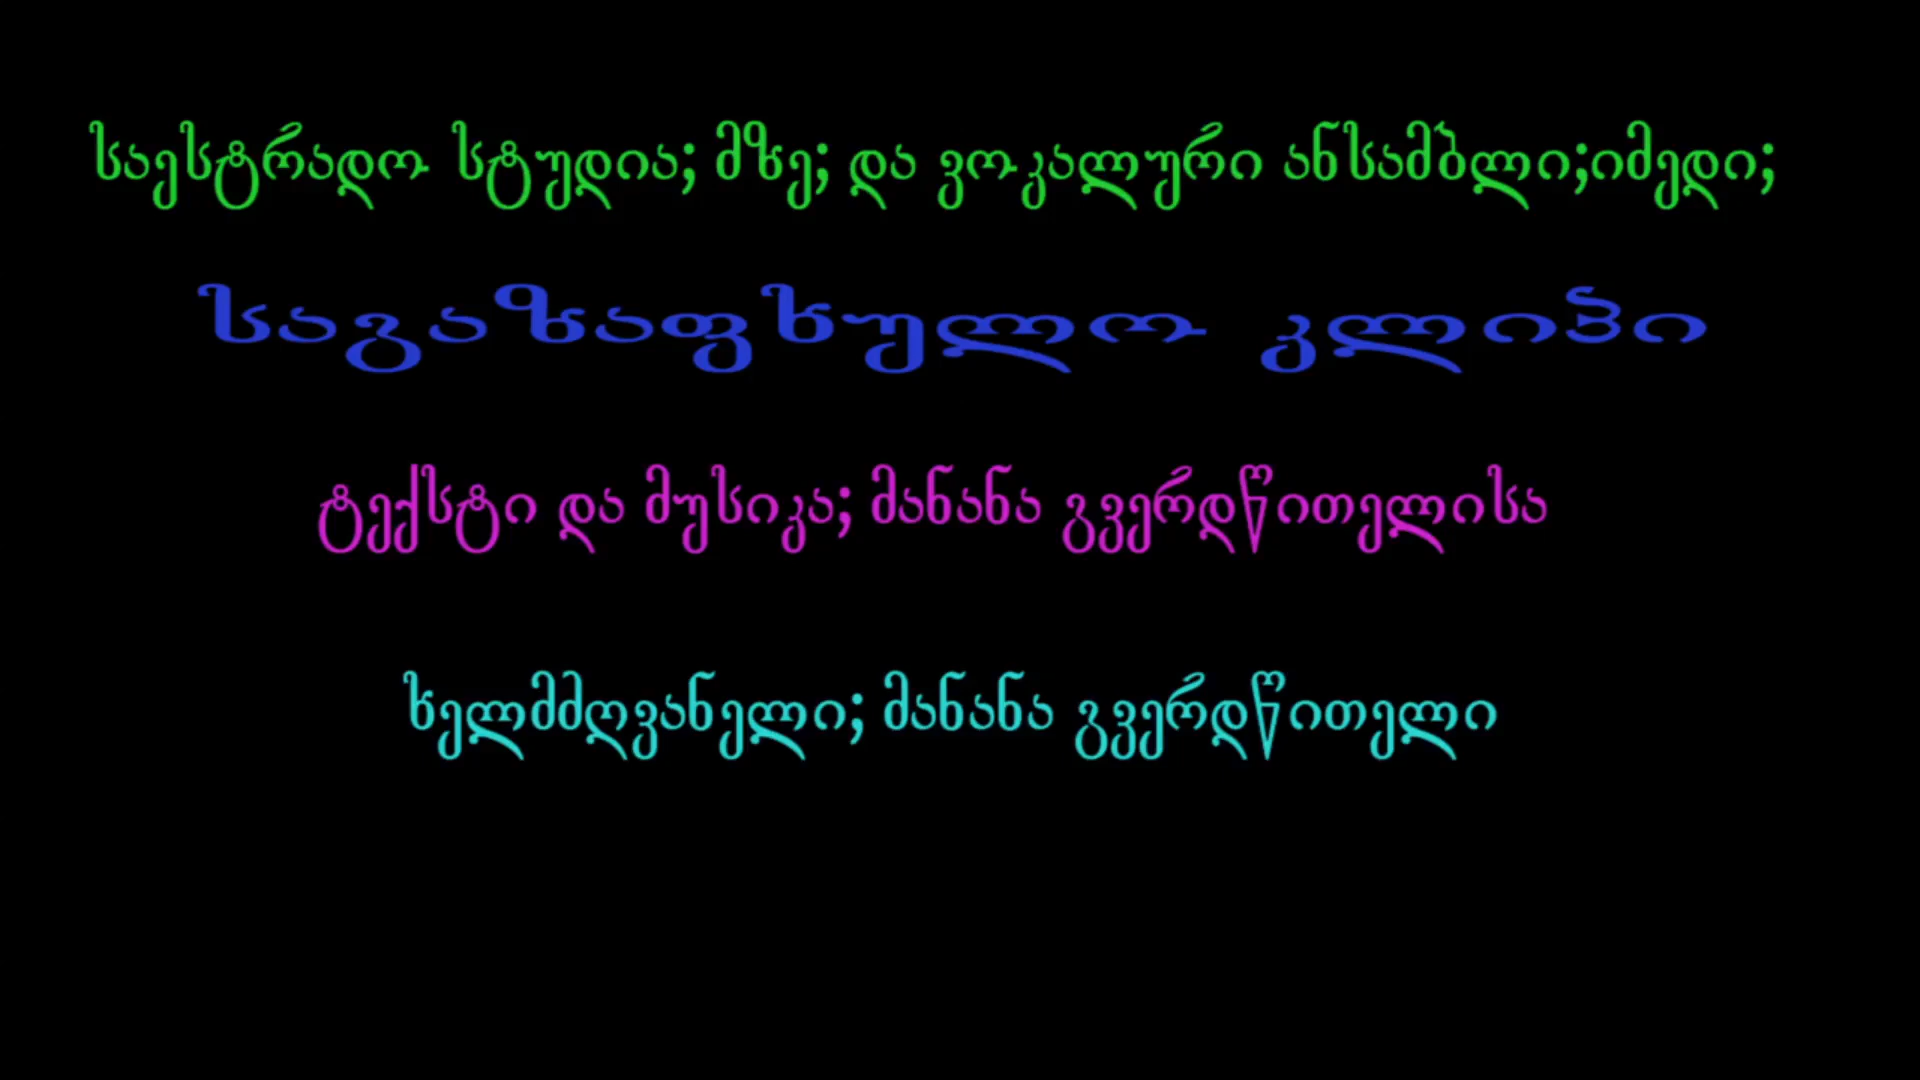 საესტრადო სტუდია; მზე; და ვოკალური ანსამბლი;იმედი;
საგაზაფხულო კლიპი
ტექსტი და მუსიკა; მანანა გვერდწითელისა
ხელმძღვანელი; მანანა გვერდწითელი